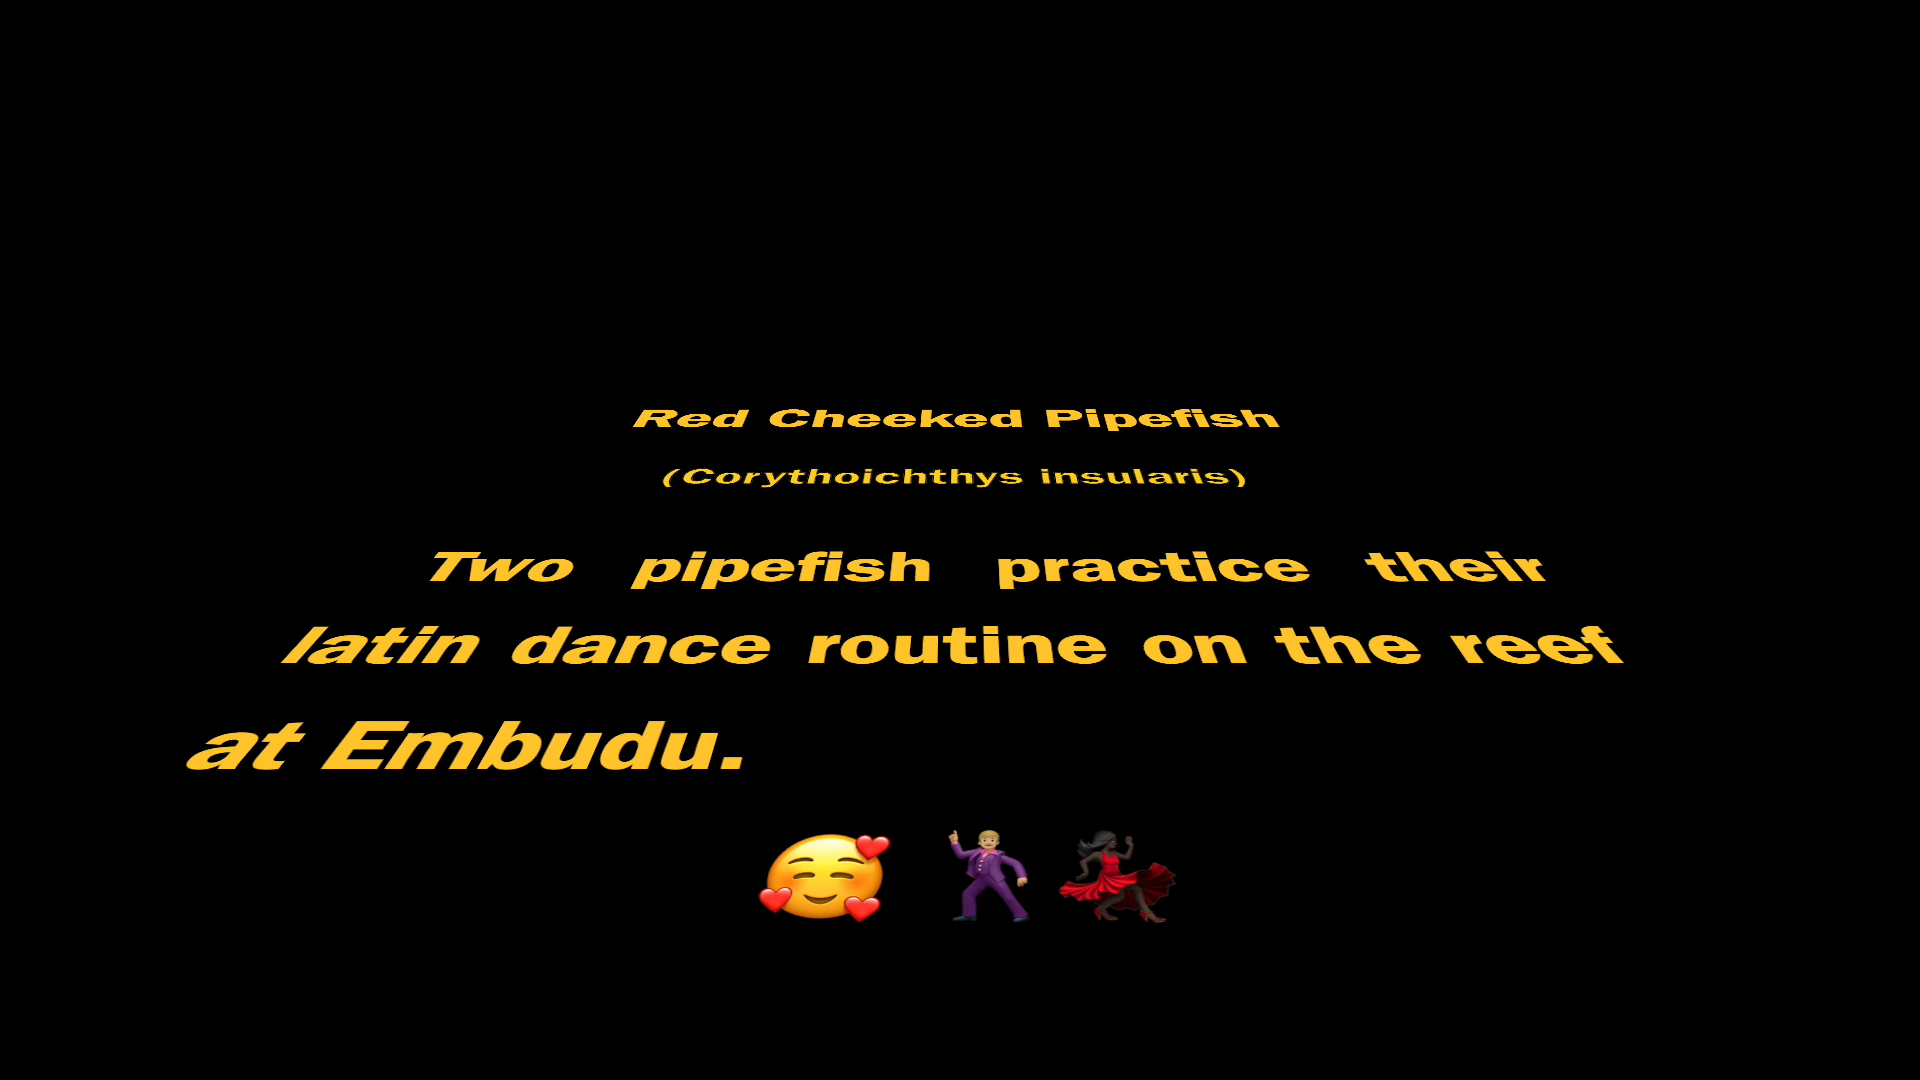 Red Cheeked Pipefish
(Corythoichthys insularis)
Two pipefish practice their
latin dance routine on the reef
at Embudu.